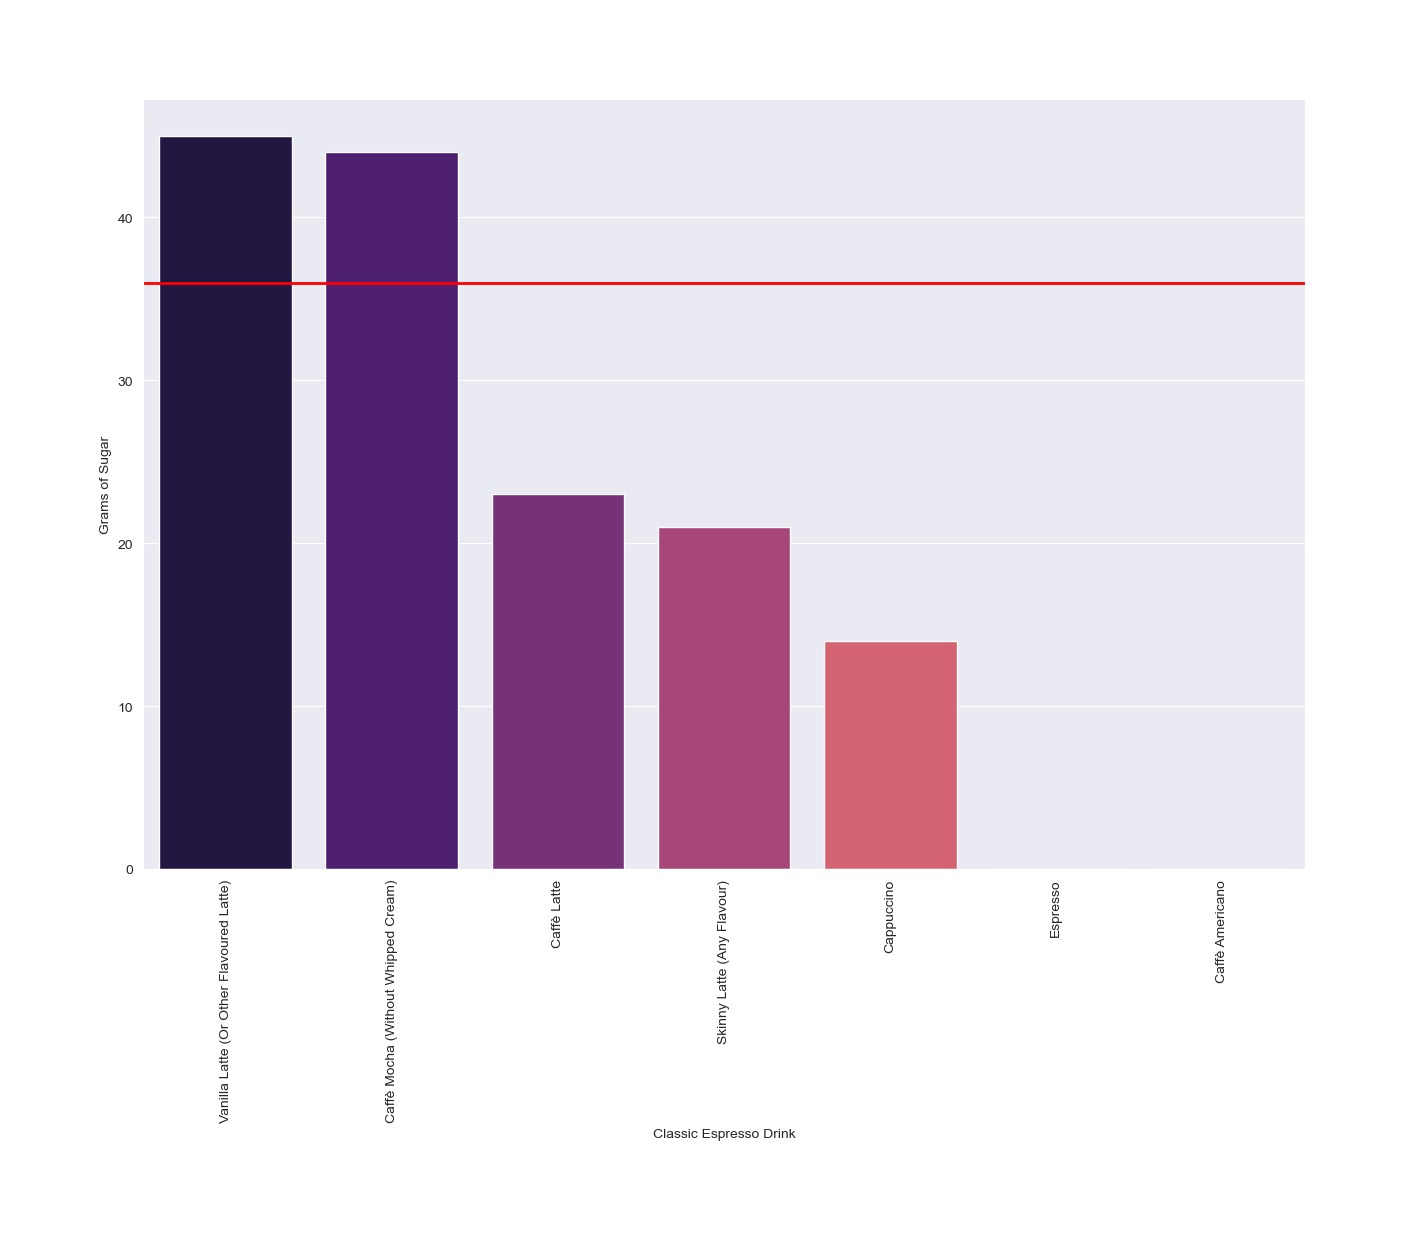 40
30
20
10
0
Grams of Sugar
Vanilla Latte (Or Other Flavoured Latte)
Caffè Mocha (Without Whipped Cream)
Caffè Latte
Skinny Latte (Any Flavour)
Cappuccino
Espresso
Caffè Americano
Classic Espresso Drink